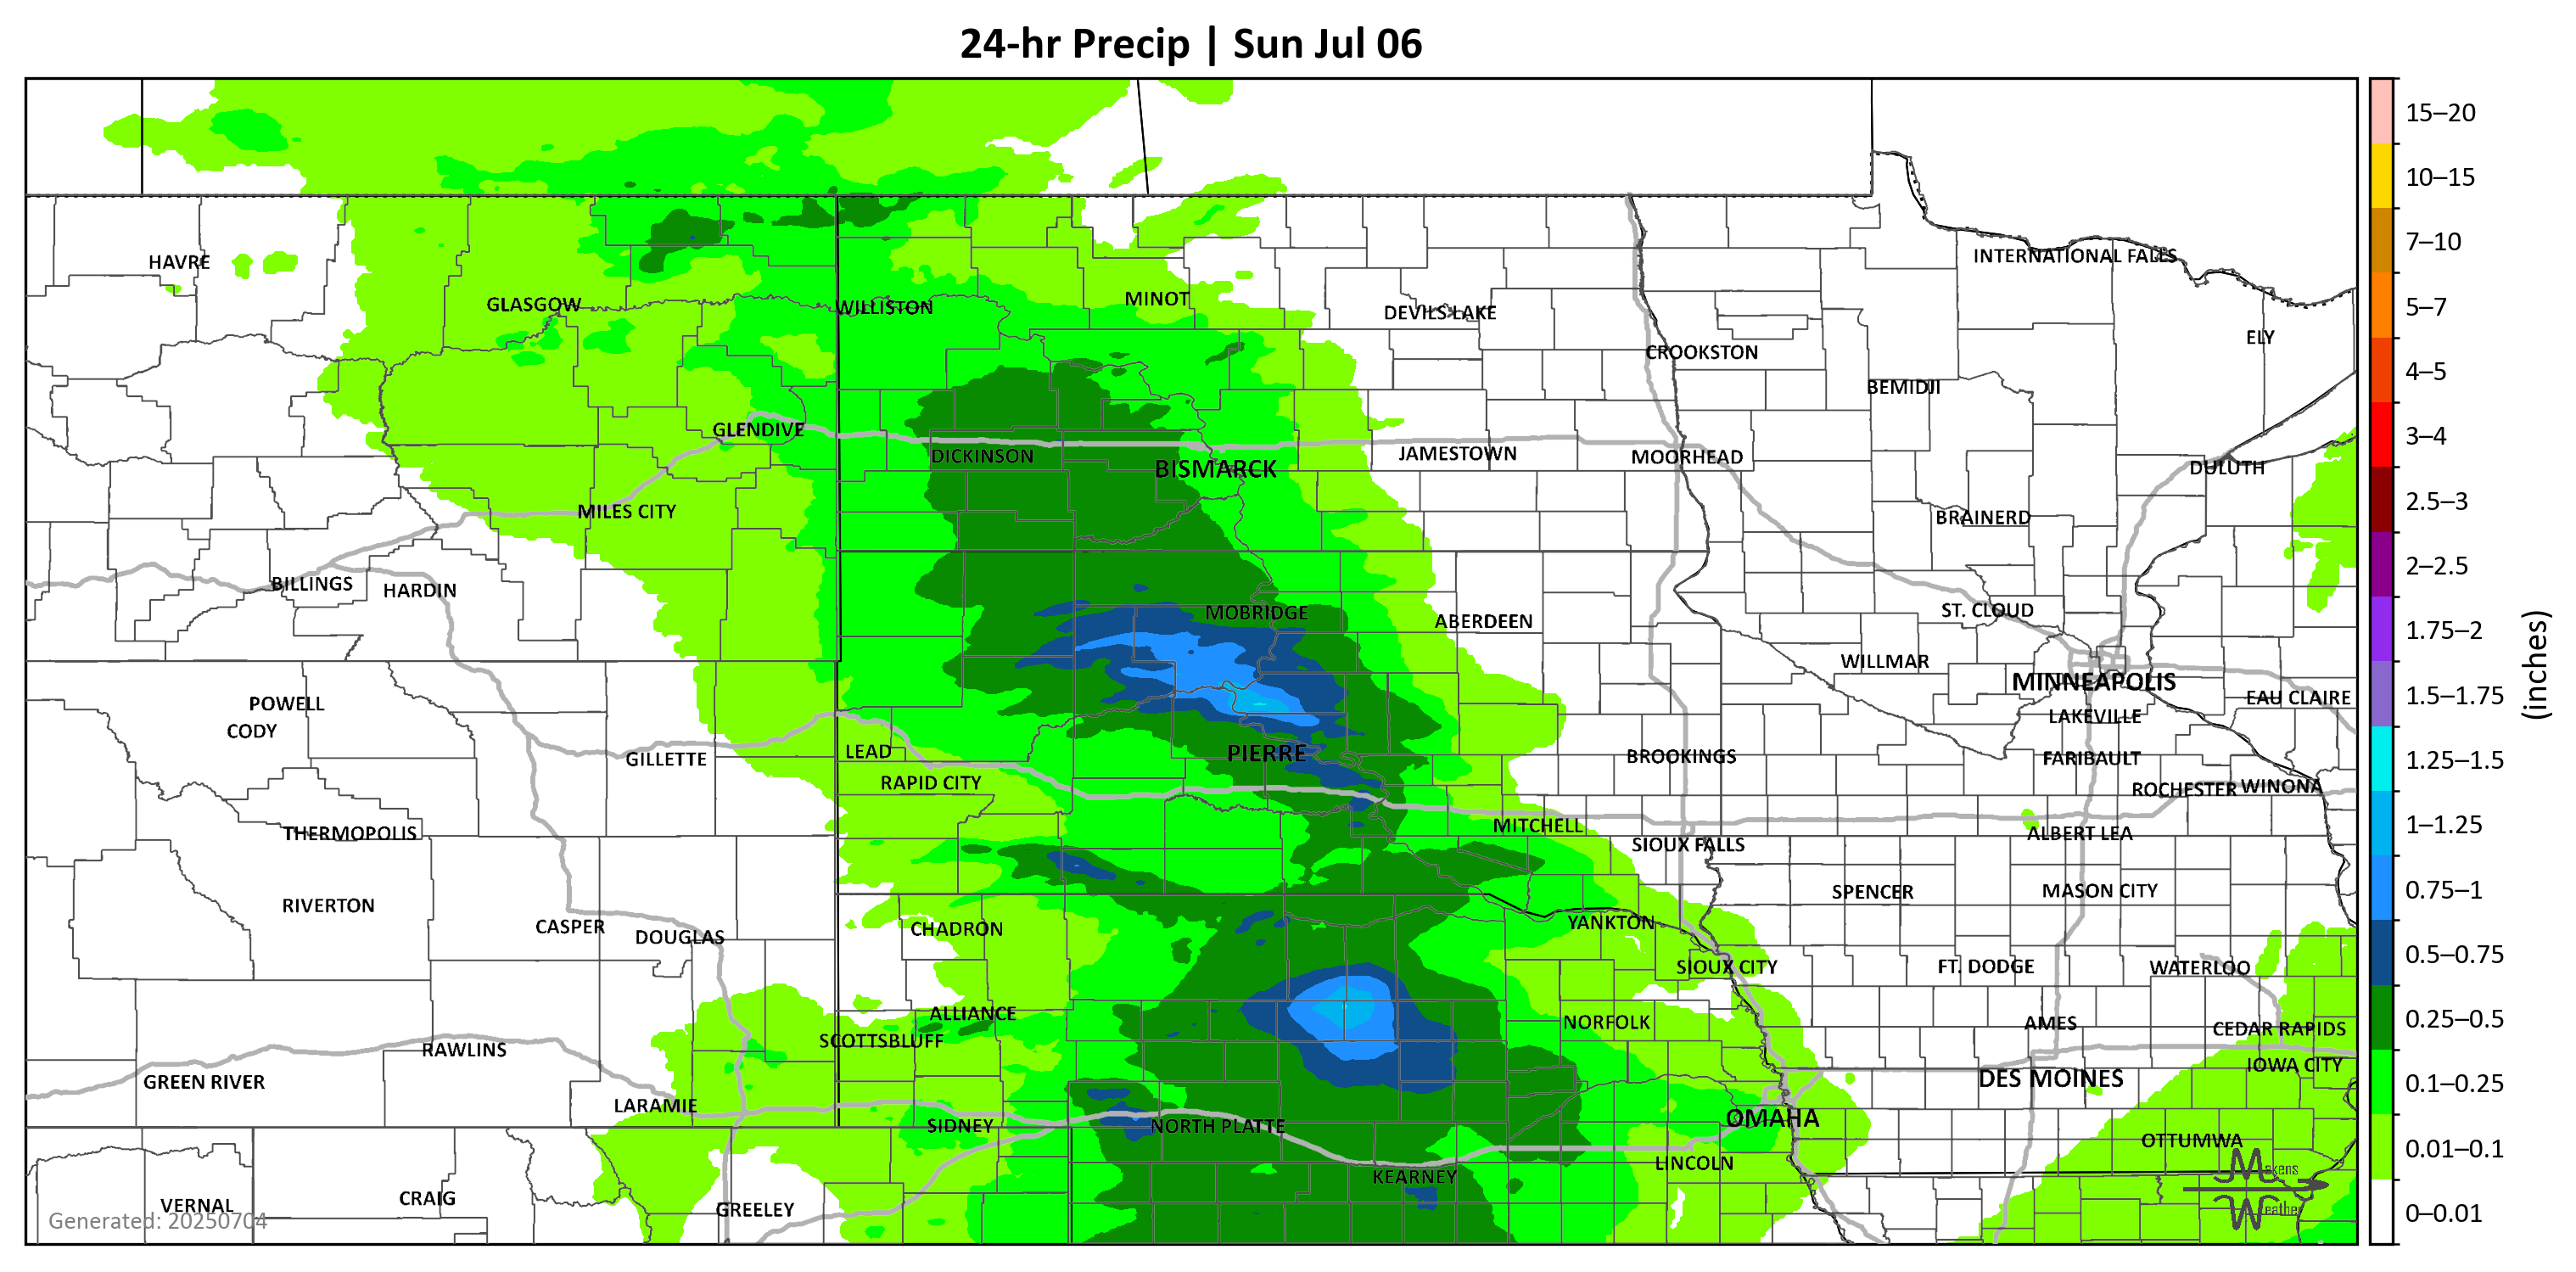 24-hr Precip | Sun Jul 06
15–20
10–15
7–10
5–7
4–5
3–4
2.5–3
2–2.5
1.75–2
1.5–1.75
1.25–1.5
1–1.25
0.75–1
0.5–0.75
0.25–0.5
0.1–0.25
0.01–0.1
0–0.01
(inches)
HAVRE
INTERNATIONAL FALLS
GLASGOW
WILLISTON
MINOT
DEVILS LAKE
ELY
CROOKSTON
BEMIDJI
GLENDIVE
DICKINSON
BISMARCK
JAMESTOWN
MOORHEAD
DULUTH
MILES CITY
BRAINERD
BILLINGS
HARDIN
MOBRIDGE
ABERDEEN
ST. CLOUD
WILLMAR
MINNEAPOLIS
POWELL
EAU CLAIRE
CODY
LAKEVILLE
GILLETTE
LEAD
PIERRE
BROOKINGS
FARIBAULT
RAPID CITY
ROCHESTER
WINONA
THERMOPOLIS
MITCHELL
ALBERT LEA
SIOUX FALLS
RIVERTON
SPENCER
MASON CITY
CASPER
DOUGLAS
CHADRON
YANKTON
SIOUX CITY
FT. DODGE
WATERLOO
ALLIANCE
NORFOLK
AMES
CEDAR RAPIDS
RAWLINS
SCOTTSBLUFF
IOWA CITY
GREEN RIVER
DES MOINES
LARAMIE
SIDNEY
NORTH PLATTE
OMAHA
OTTUMWA
LINCOLN
KEARNEY
VERNAL
CRAIG
GREELEY
Makens
Weather
Generated: 20250704